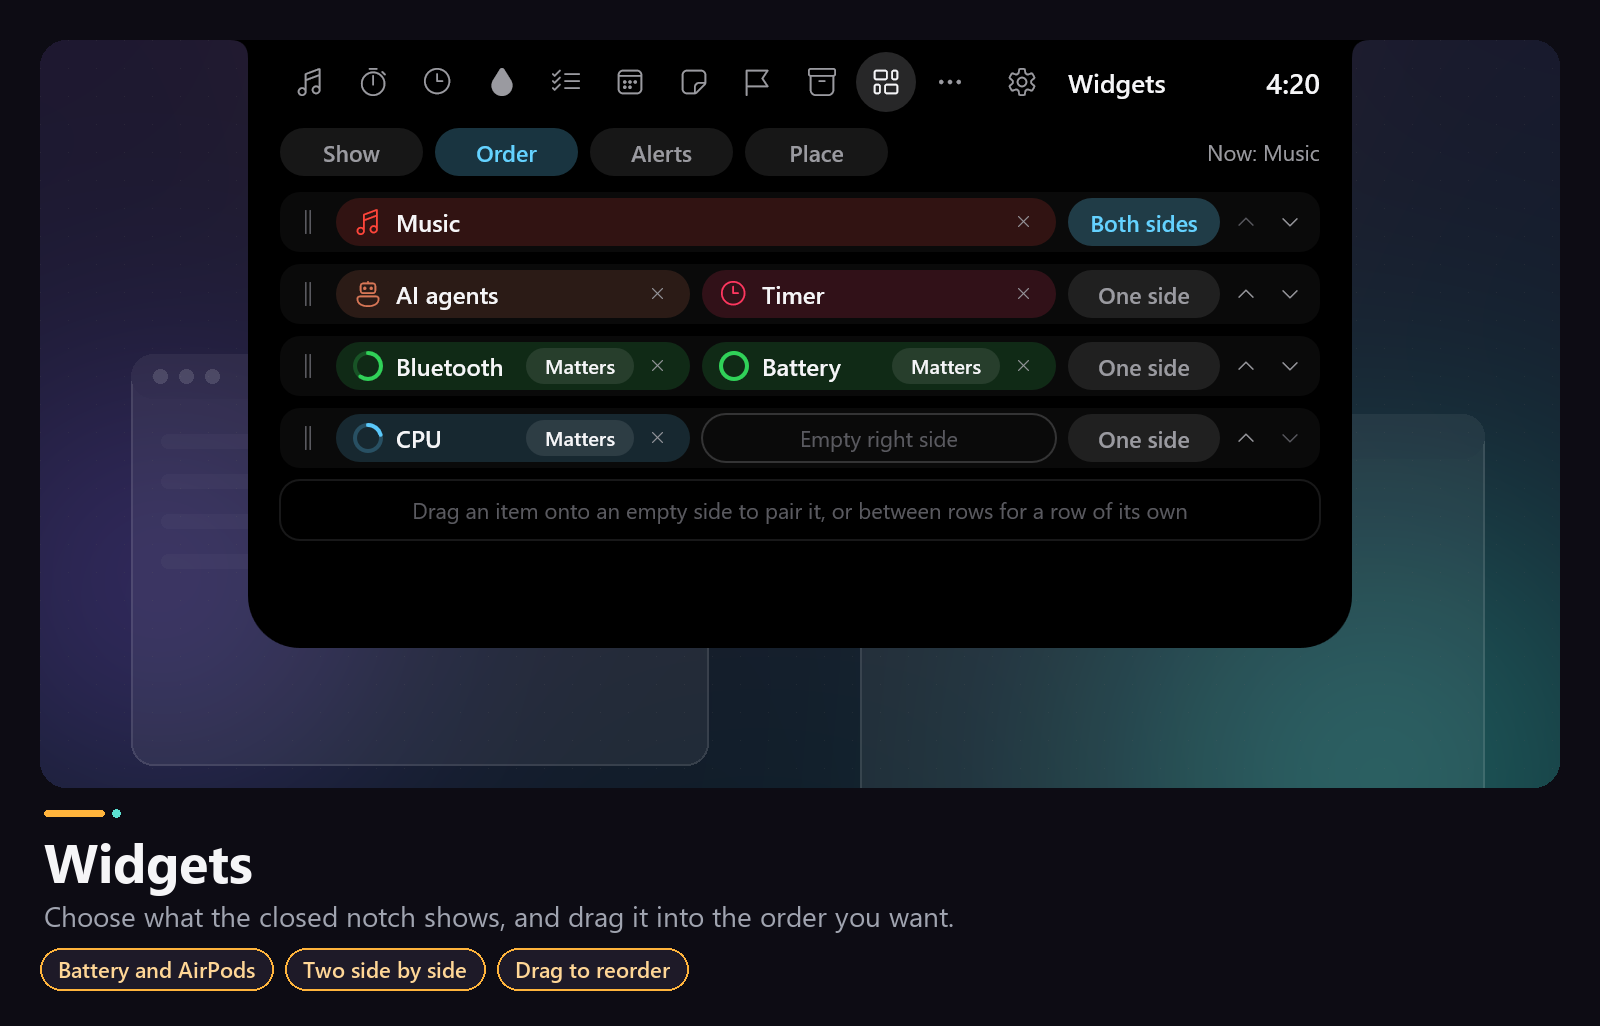 Widgets 4:20
Show Order Alerts Place Now: Music
Music Both sides
AI agents Timer One side
Bluetooth Matters Battery Matters One side
CPU Matters Empty right side One side
Drag an item onto an empty side to pair it, or between rows for a row of its own
Widgets
Choose what the closed notch shows, and drag it into the order you want.
Battery and AirPods Two side by side Drag to reorder